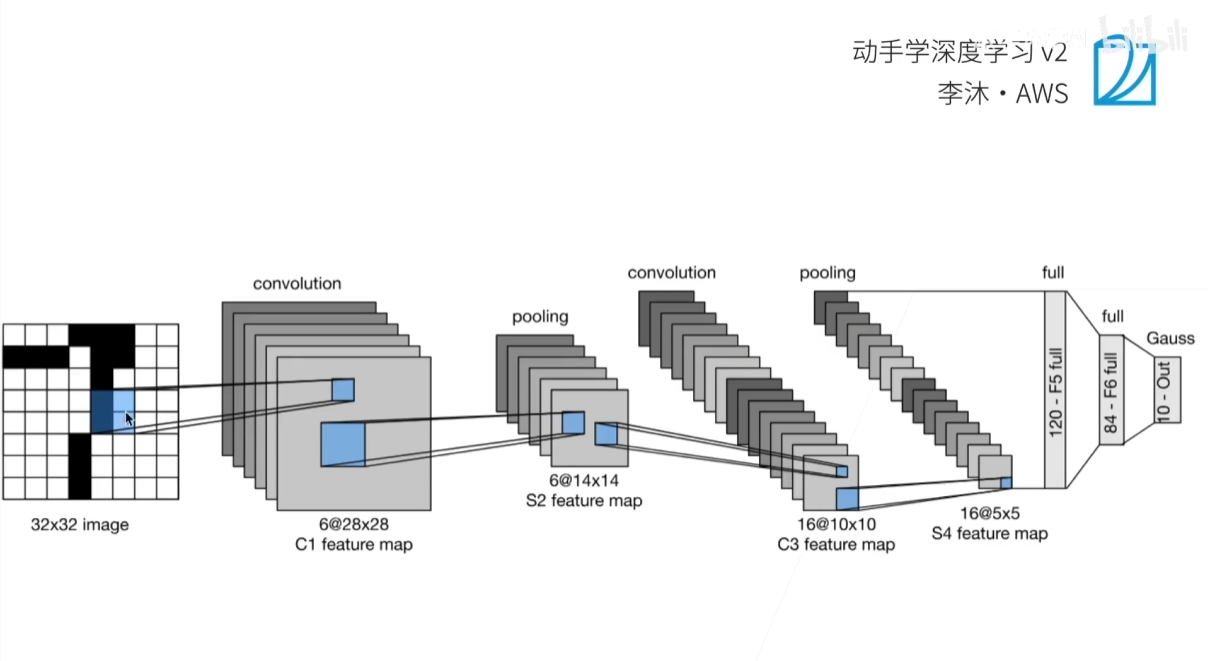 动手学深度学习 v2
李沐·AWS
bilibili
convolution
pooling
convolution
pooling
full
full
Gauss
120 - F5 full
84 - F6 full
10 - Out
32x32 image
6@28x28
C1 feature map
6@14x14
S2 feature map
16@10x10
C3 feature map
16@5x5
S4 feature map